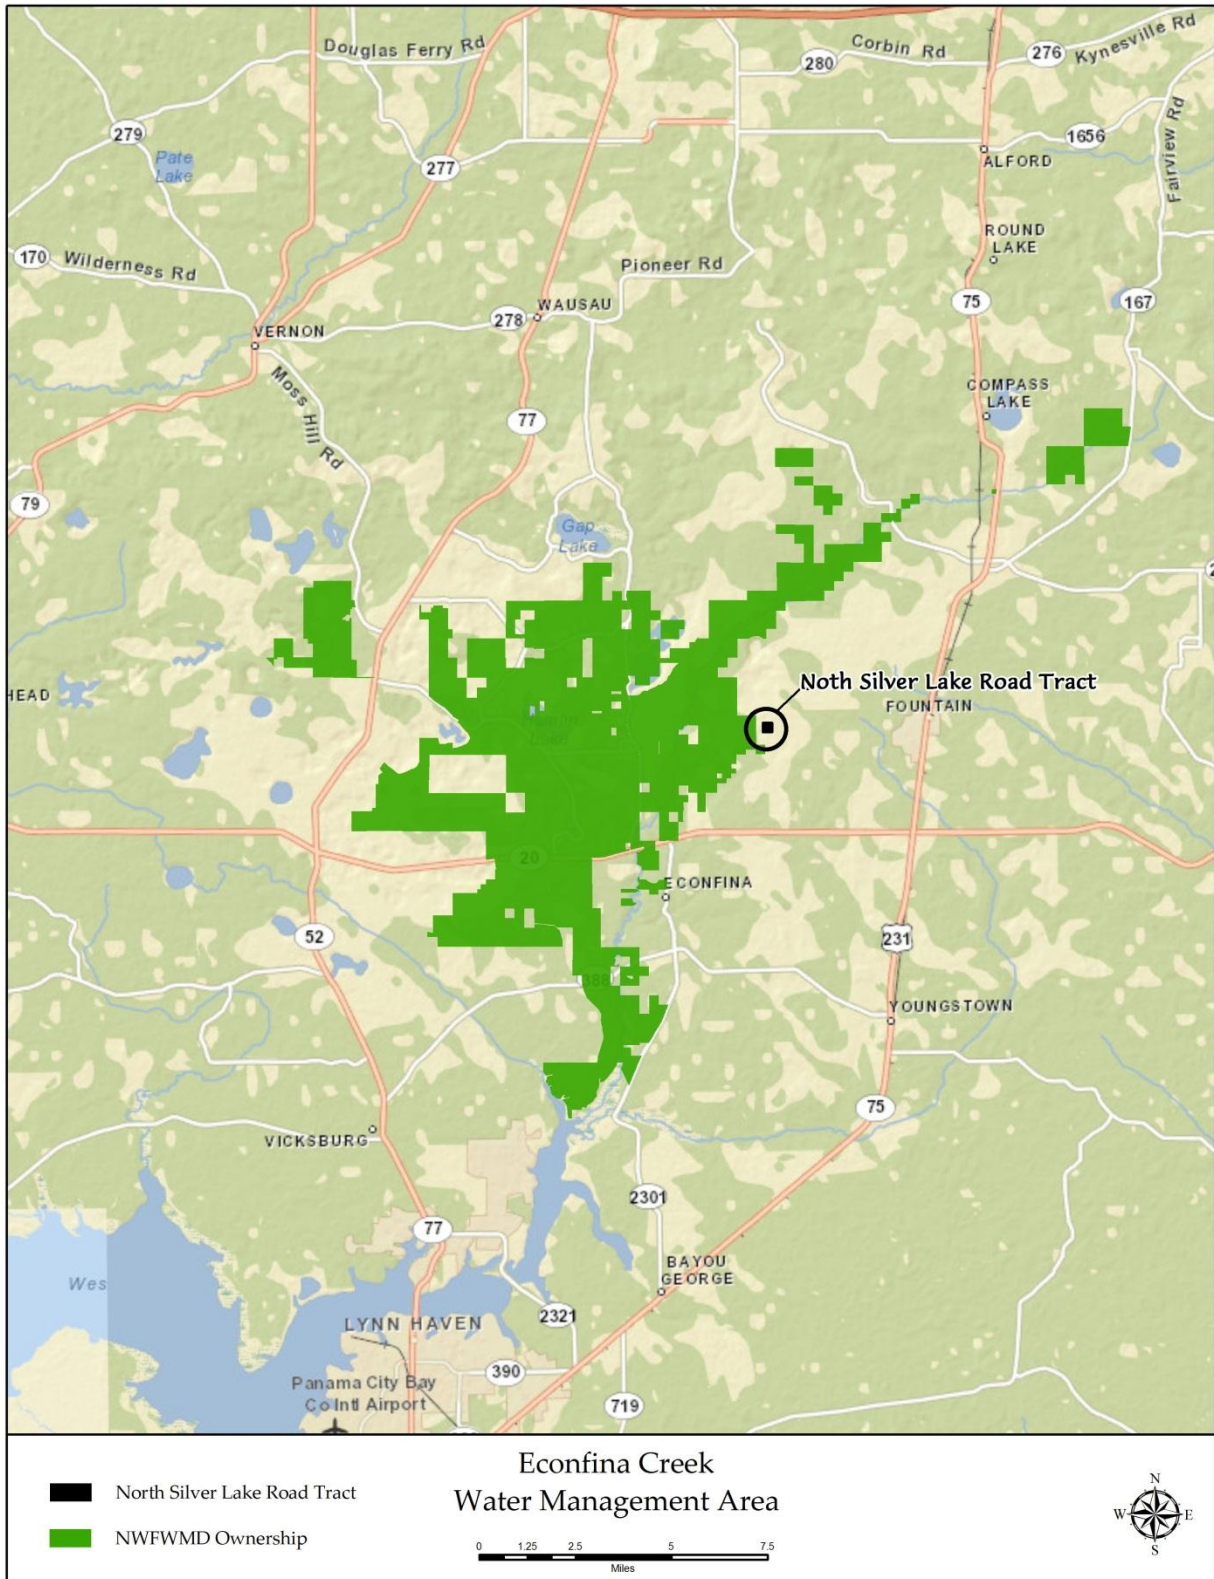 Douglas Ferry Rd
Corbin Rd
280
276
Kynesville Rd
279
Pate
Lake
277
1656
ALFORD
Fairview Rd
ROUND
LAKE
170
Wilderness Rd
Pioneer Rd
75
167
WAUSAU
278
VERNON
Moss Hill Rd
COMPASS
LAKE
77
79
Gap
Lake
HEAD
Noth Silver Lake Road Tract
FOUNTAIN
20
ECONFINA
52
231
388
YOUNGSTOWN
75
VICKSBURG
2301
77
Wes
BAYOU
GEORGE
2321
LYNN HAVEN
390
Panama City Bay
Co Intl Airport
719
Econfina Creek
Water Management Area
North Silver Lake Road Tract
NWFWMD Ownership
0 1.25 2.5 5 7.5
Miles
N
W E
S